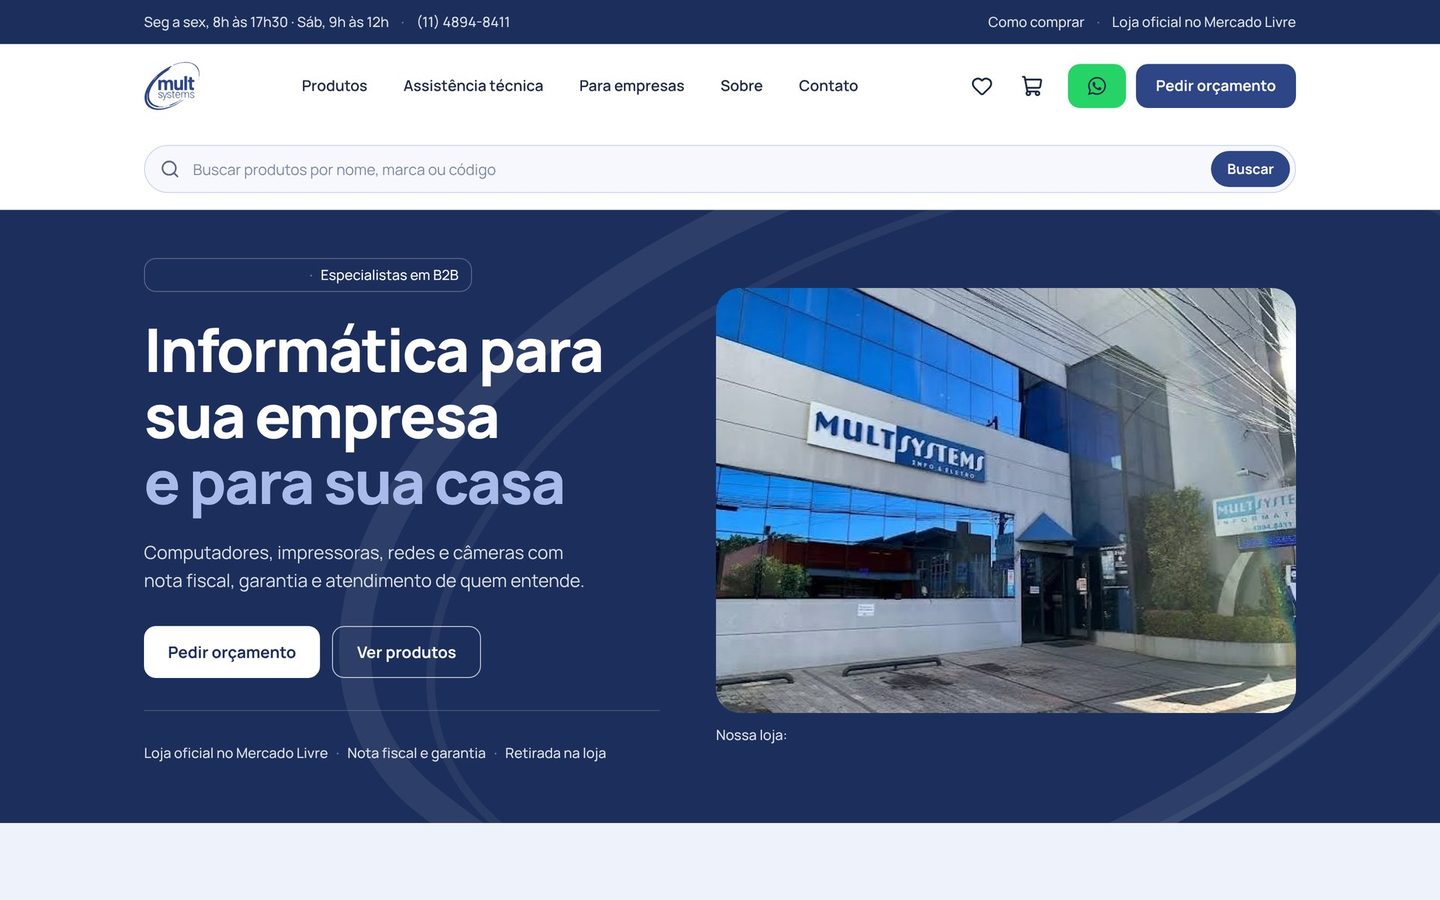 Seg a sex, 8h às 17h30 · Sáb, 9h às 12h · (11) 4894-8411
Como comprar · Loja oficial no Mercado Livre
mult
systems
Produtos
Assistência técnica
Para empresas
Sobre
Contato
Pedir orçamento
Buscar produtos por nome, marca ou código
Buscar
· Especialistas em B2B
Informática para
sua empresa
e para sua casa
Computadores, impressoras, redes e câmeras com
nota fiscal, garantia e atendimento de quem entende.
Pedir orçamento
Ver produtos
Loja oficial no Mercado Livre · Nota fiscal e garantia · Retirada na loja
MULTSYSTEMS
INFO & ELETRO
MULTSYSTE
INFORMAT
Nossa loja: